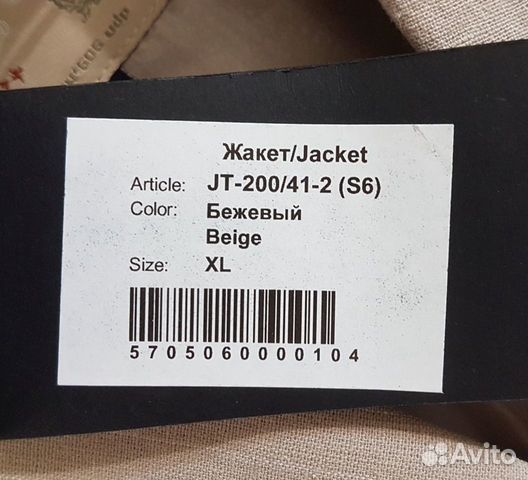 Жакет/Jacket
Article: JT-200/41-2 (S6)
Color: Бежевый
Beige
Size: XL
5705060000104
Avito